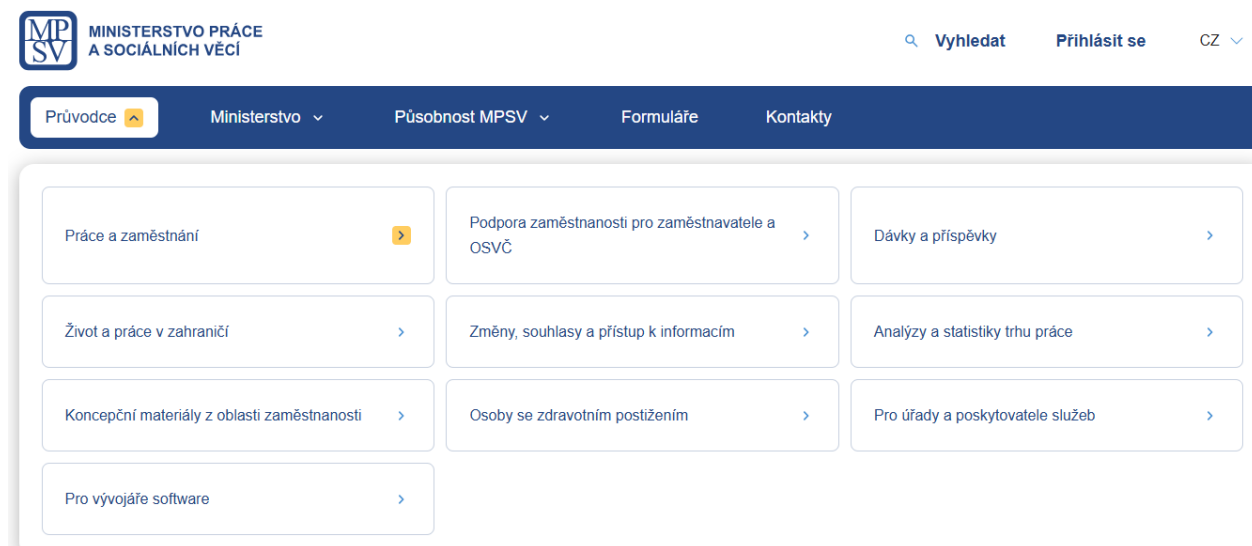 MP
SV
MINISTERSTVO PRÁCE
A SOCIÁLNÍCH VĚCÍ
Vyhledat
Přihlásit se
CZ
Průvodce
Ministerstvo
Působnost MPSV
Formuláře
Kontakty
Práce a zaměstnání
Podpora zaměstnanosti pro zaměstnavatele a
OSVČ
Dávky a příspěvky
Život a práce v zahraničí
Změny, souhlasy a přístup k informacím
Analýzy a statistiky trhu práce
Koncepční materiály z oblasti zaměstnanosti
Osoby se zdravotním postižením
Pro úřady a poskytovatele služeb
Pro vývojáře software